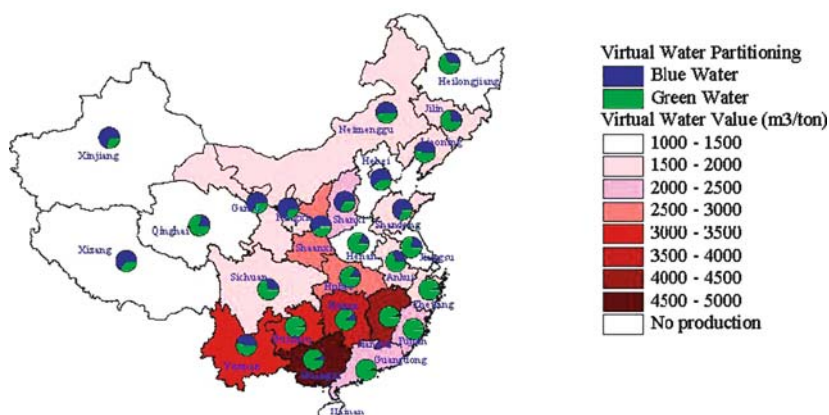 Virtual Water Partitioning
Blue Water
Green Water
Virtual Water Value (m3/ton)
1000 - 1500
1500 - 2000
2000 - 2500
2500 - 3000
3000 - 3500
3500 - 4000
4000 - 4500
4500 - 5000
No production
Heilongjiang
Jilin
Neimenggu
Liaoning
Xinjiang
Hebei
Shanxi
Shandong
Qinghai
Xizang
Shaanxi
Henan
Jiangsu
Anhui
Sichuan
Hubei
Zhejiang
Yunnan
Fujian
Guangdong
Hainan